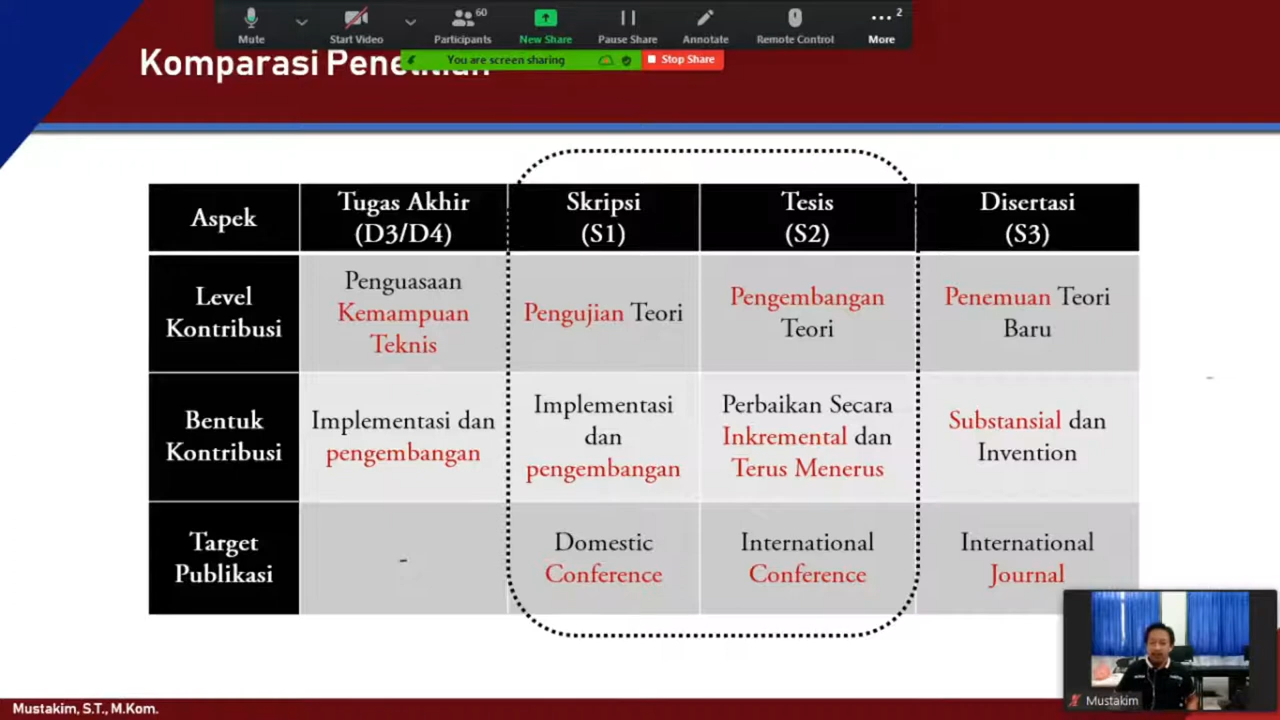 60
2
Mute
Start Video
Participants
New Share
Pause Share
Annotate
Remote Control
More
You are screen sharing
Stop Share
Komparasi Penelitian
Aspek
Tugas Akhir
(D3/D4)
Skripsi
(S1)
Tesis
(S2)
Disertasi
(S3)
Level
Kontribusi
Penguasaan
Kemampuan
Teknis
Pengujian Teori
Pengembangan
Teori
Penemuan Teori
Baru
Bentuk
Kontribusi
Implementasi dan
pengembangan
Implementasi
dan
pengembangan
Perbaikan Secara
Inkremental dan
Terus Menerus
Substansial dan
Invention
Target
Publikasi
-
Domestic
Conference
International
Conference
International
Journal
Mustakim
Mustakim, S.T., M.Kom.